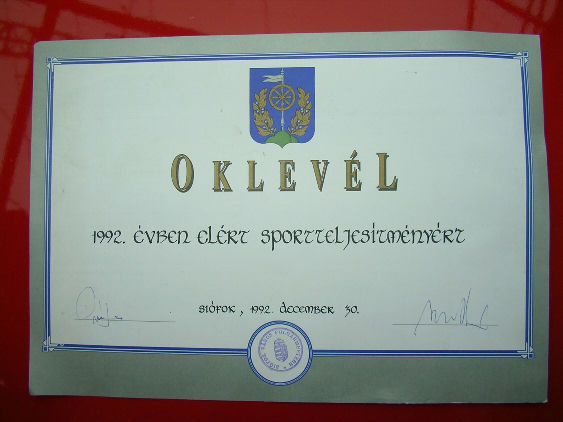 OKLEVÉL
1992. ÉVBEN ELÉRT SPORTTELJESÍTMÉNYÉRT
SIÓFOK, 1992. DECEMBER 30.